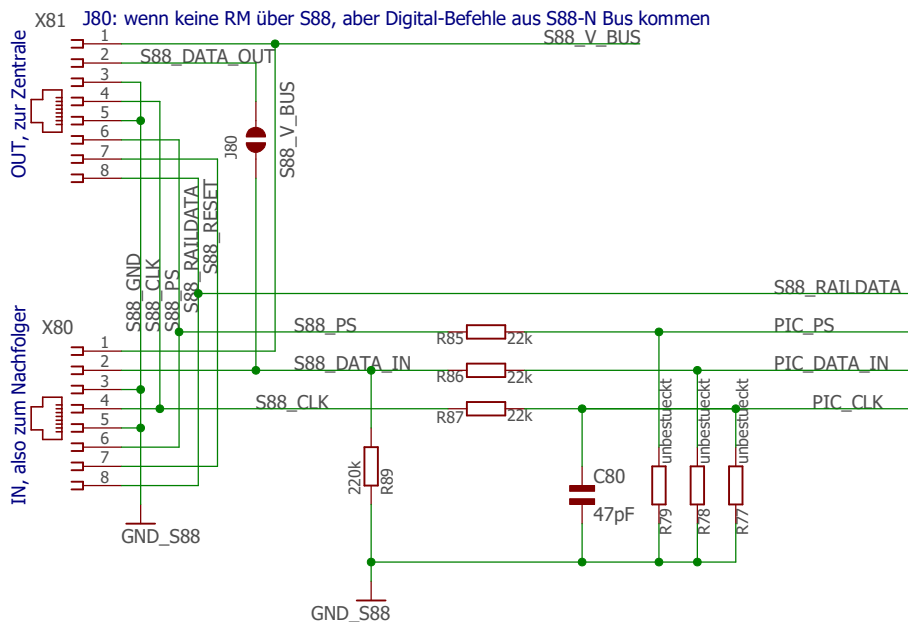 J80: wenn keine RM über S88, aber Digital-Befehle aus S88-N Bus kommen
X81
OUT, zur Zentrale
1
2
3
4
5
6
7
8
S88_V_BUS
S88_DATA_OUT
J80
S88_V_BUS
S88_GND
S88_CLK
S88_PS
S88_RAILDATA
S88_RESET
S88_RAILDATA
X80
IN, also zum Nachfolger
1
2
3
4
5
6
7
8
S88_PS
R85
22k
PIC_PS
S88_DATA_IN
R86
22k
PIC_DATA_IN
S88_CLK
R87
22k
PIC_CLK
220k
R89
C80
47pF
unbestueckt
R79
unbestueckt
R78
unbestueckt
R77
GND_S88
GND_S88